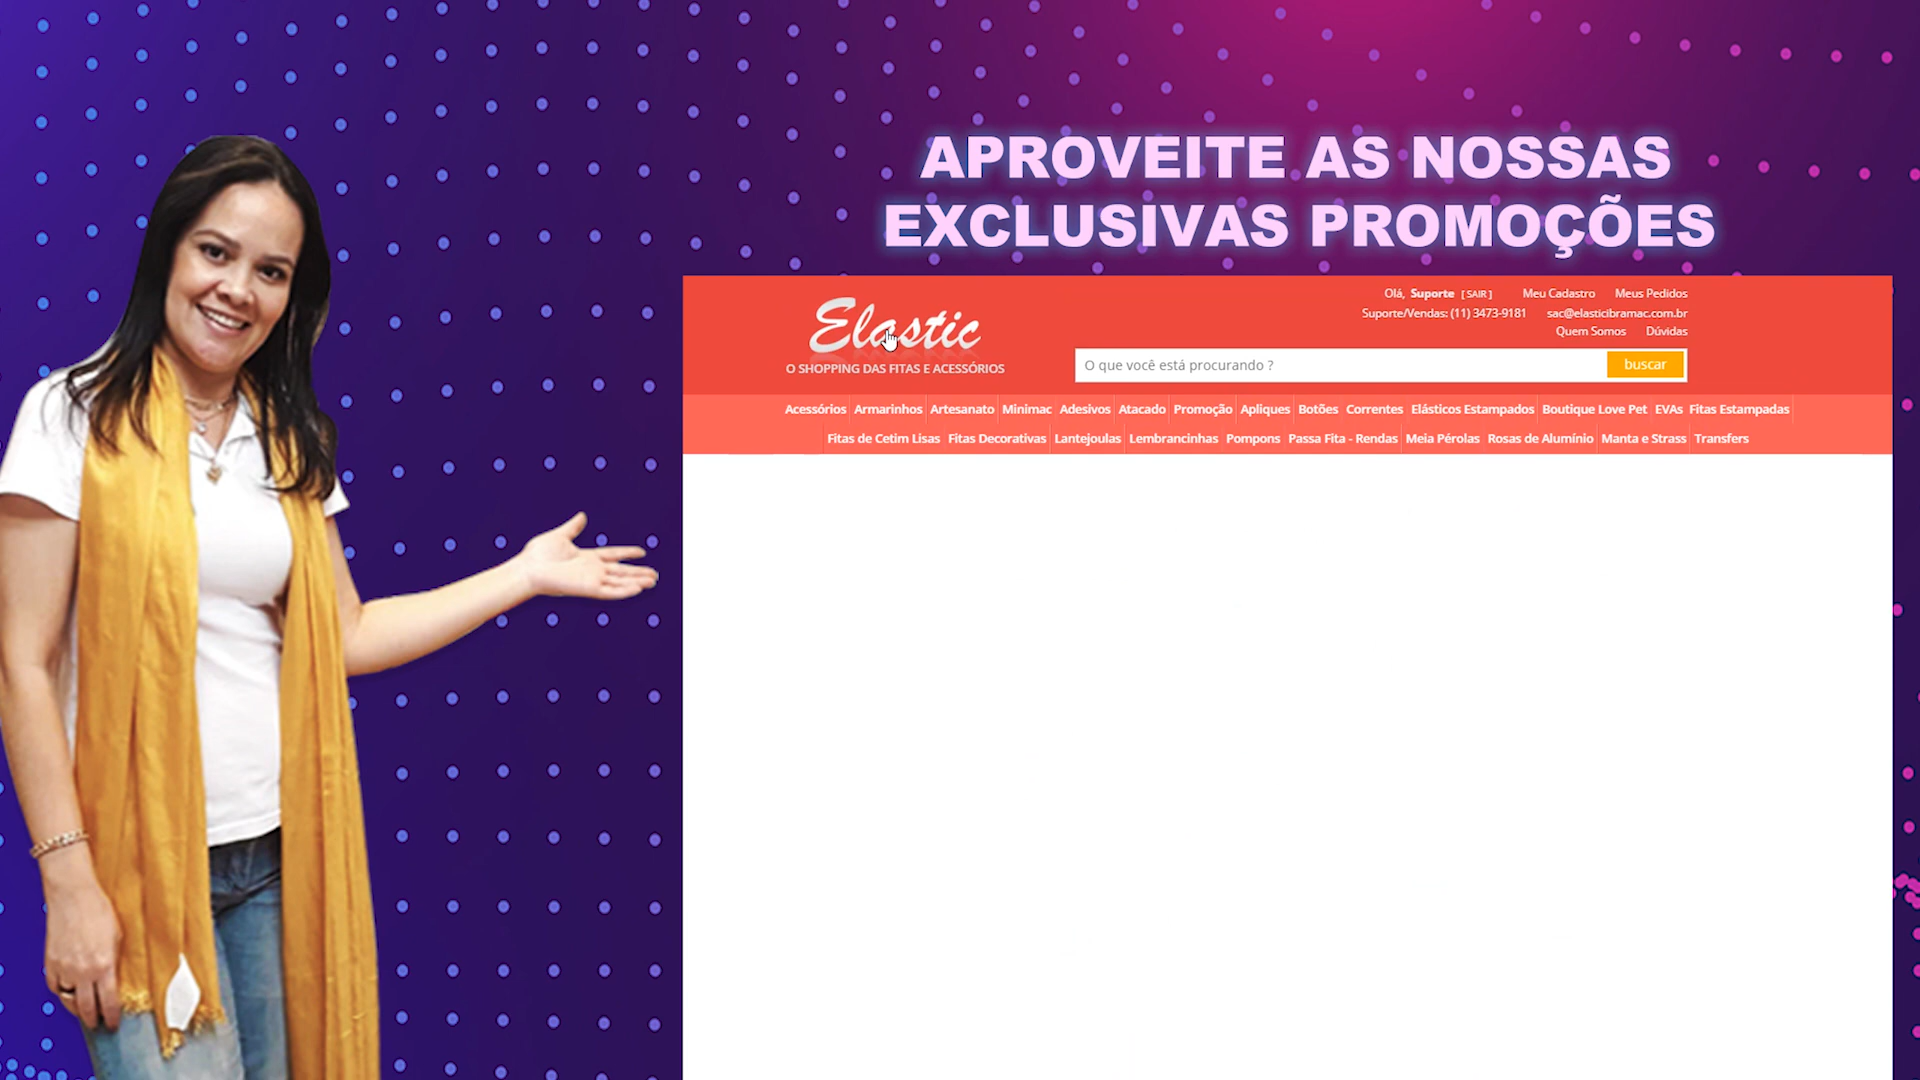 APROVEITE AS NOSSAS
EXCLUSIVAS PROMOÇÕES
Olá, Suporte [ SAIR ] Meu Cadastro Meus Pedidos
Suporte/Vendas: (11) 3473-9181 sac@elasticibramac.com.br
Quem Somos Dúvidas
Elastic
O SHOPPING DAS FITAS E ACESSÓRIOS
O que você está procurando ? buscar
Acessórios Armarinhos Artesanato Minimac Adesivos Atacado Promoção Apliques Botões Correntes Elásticos Estampados Boutique Love Pet EVAs Fitas Estampadas
Fitas de Cetim Lisas Fitas Decorativas Lantejoulas Lembrancinhas Pompons Passa Fita - Rendas Meia Pérolas Rosas de Alumínio Manta e Strass Transfers